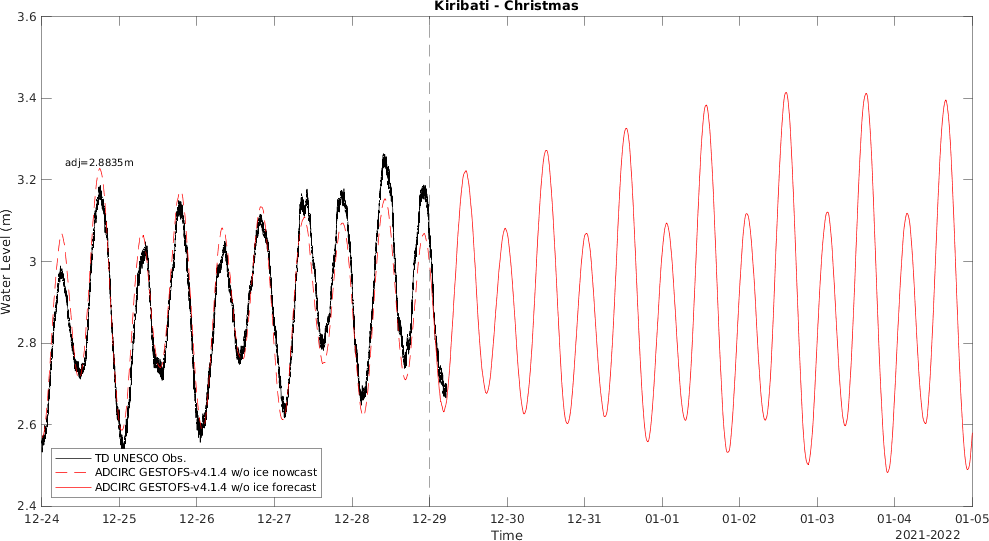 Kiribati - Christmas
3.6
3.4
3.2
3
2.8
2.6
2.4
Water Level (m)
adj=2.8835m
TD UNESCO Obs.
ADCIRC GESTOFS-v4.1.4 w/o ice nowcast
ADCIRC GESTOFS-v4.1.4 w/o ice forecast
12-24 12-25 12-26 12-27 12-28 12-29 12-30 12-31 01-01 01-02 01-03 01-04 01-05
Time
2021-2022